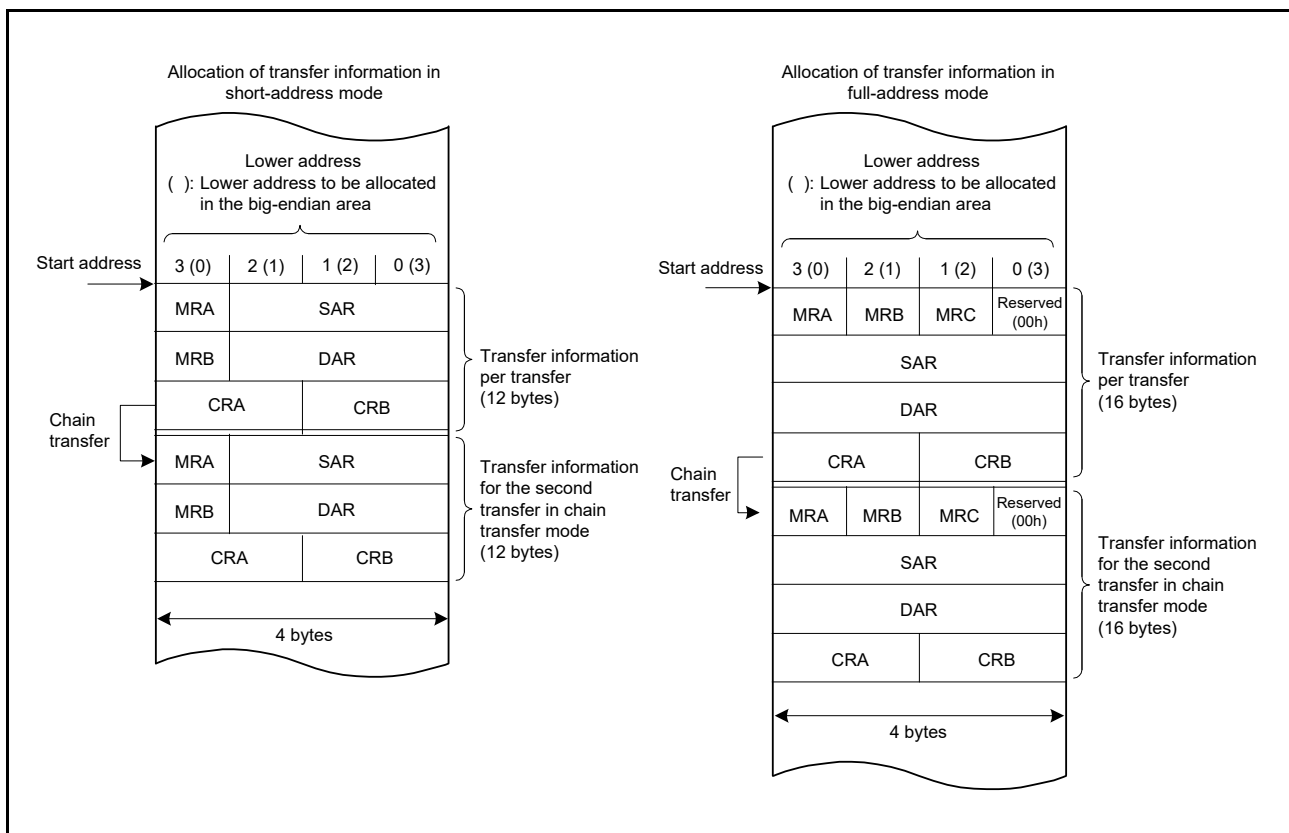 Allocation of transfer information in
short-address mode
Lower address
( ): Lower address to be allocated
in the big-endian area
Start address
3 (0) 2 (1) 1 (2) 0 (3)
MRA SAR
MRB DAR
CRA CRB
Transfer information
per transfer
(12 bytes)
Chain
transfer
MRA SAR
MRB DAR
CRA CRB
Transfer information
for the second
transfer in chain
transfer mode
(12 bytes)
4 bytes
Allocation of transfer information in
full-address mode
Lower address
( ): Lower address to be allocated
in the big-endian area
Start address
3 (0) 2 (1) 1 (2) 0 (3)
MRA MRB MRC Reserved
(00h)
SAR
DAR
CRA CRB
Transfer information
per transfer
(16 bytes)
Chain
transfer
MRA MRB MRC Reserved
(00h)
SAR
DAR
CRA CRB
Transfer information
for the second
transfer in chain
transfer mode
(16 bytes)
4 bytes